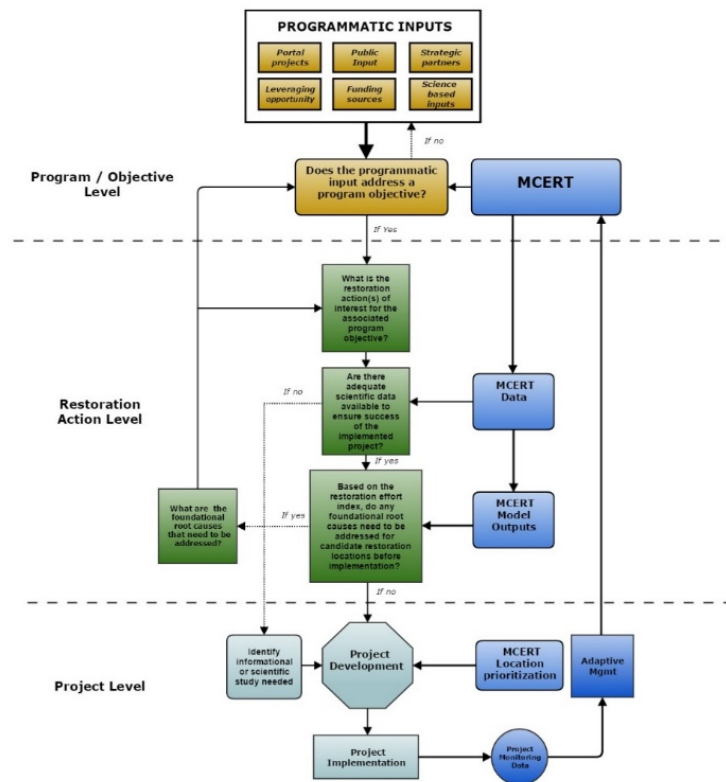 PROGRAMMATIC INPUTS
Portal
projects
Public
Input
Strategic
partners
Leveraging
opportunity
Funding
sources
Science
based
inputs
If no
Program / Objective
Level
Does the programmatic
input address a
program objective?
MCERT
If Yes
What is the
restoration
action(s) of
interest for the
associated
program
objective?
Restoration
Action Level
If no
Are there
adequate
scientific data
available to
ensure success
of the
implemented
project?
MCERT
Data
If yes
What are the
foundational
root causes
that need to be
addressed?
If yes
Based on the
restoration effort
index, do any
foundational root
causes need to be
addressed for
candidate restoration
locations before
implementation?
MCERT
Model
Outputs
If no
Project Level
Identify
informational
or scientific
study needed
Project
Development
MCERT
Location
prioritization
Adaptive
Mgmt
Project
Implementation
Project
Monitoring
Data